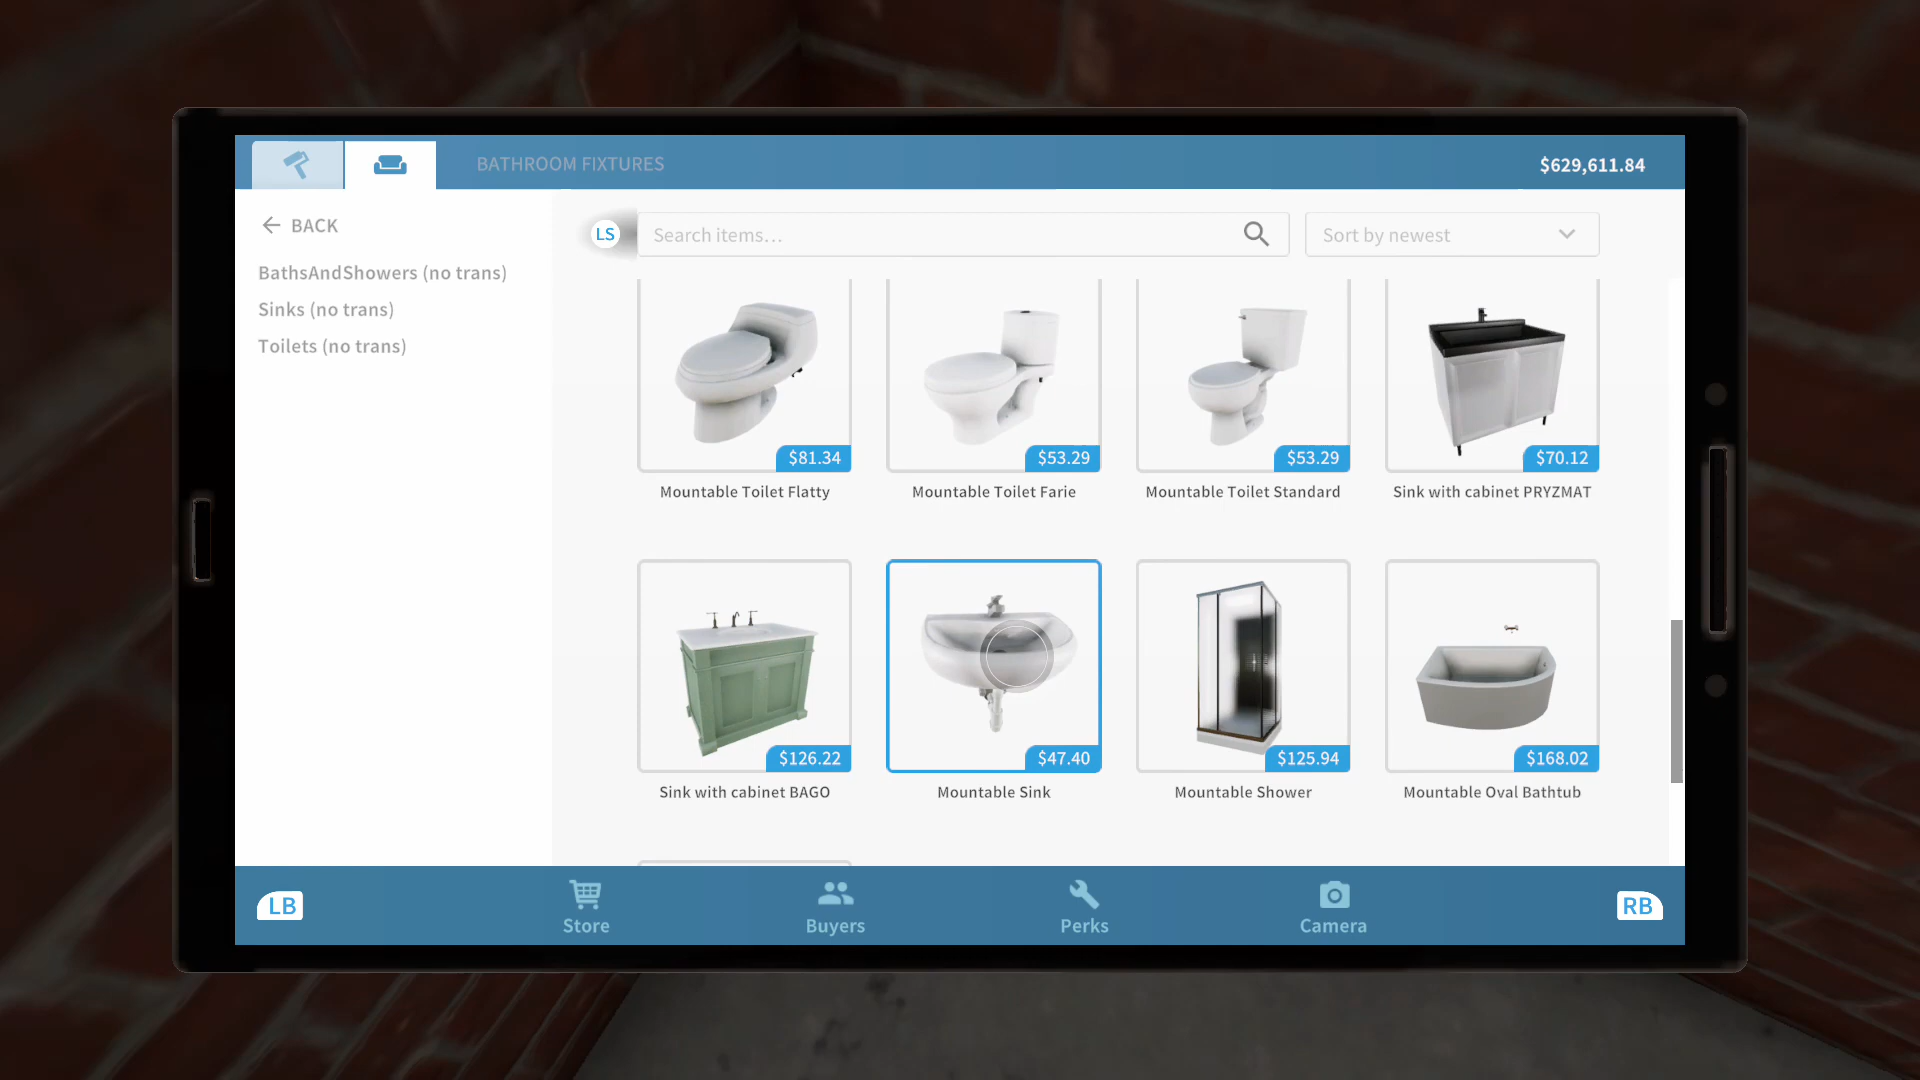 BATHROOM FIXTURES
$629,611.84
BACK
BathsAndShowers (no trans)
Sinks (no trans)
Toilets (no trans)
LS
Search items...
Sort by newest
$81.34
$53.29
$53.29
$70.12
Mountable Toilet Flatty
Mountable Toilet Farie
Mountable Toilet Standard
Sink with cabinet PRYZMAT
$126.22
$47.40
$125.94
$168.02
Sink with cabinet BAGO
Mountable Sink
Mountable Shower
Mountable Oval Bathtub
LB
Store
Buyers
Perks
Camera
RB